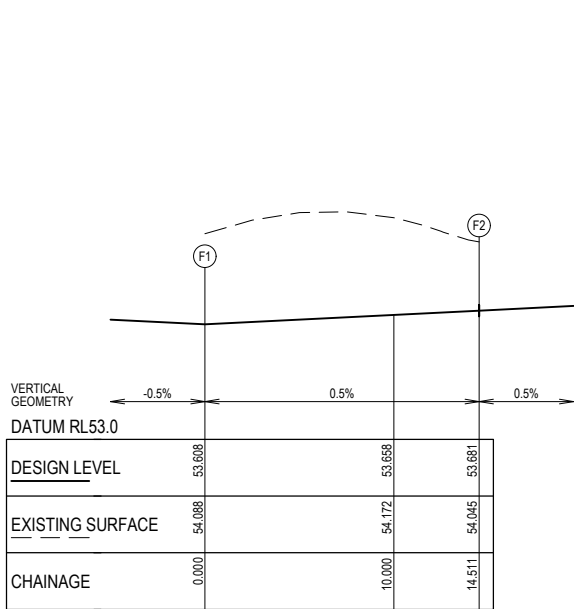 F2
F1
VERTICAL
GEOMETRY
-0.5% 0.5% 0.5%
DATUM RL53.0
DESIGN LEVEL 53.608 53.658 53.681
EXISTING SURFACE 54.088 54.172 54.045
CHAINAGE 0.000 10.000 14.511